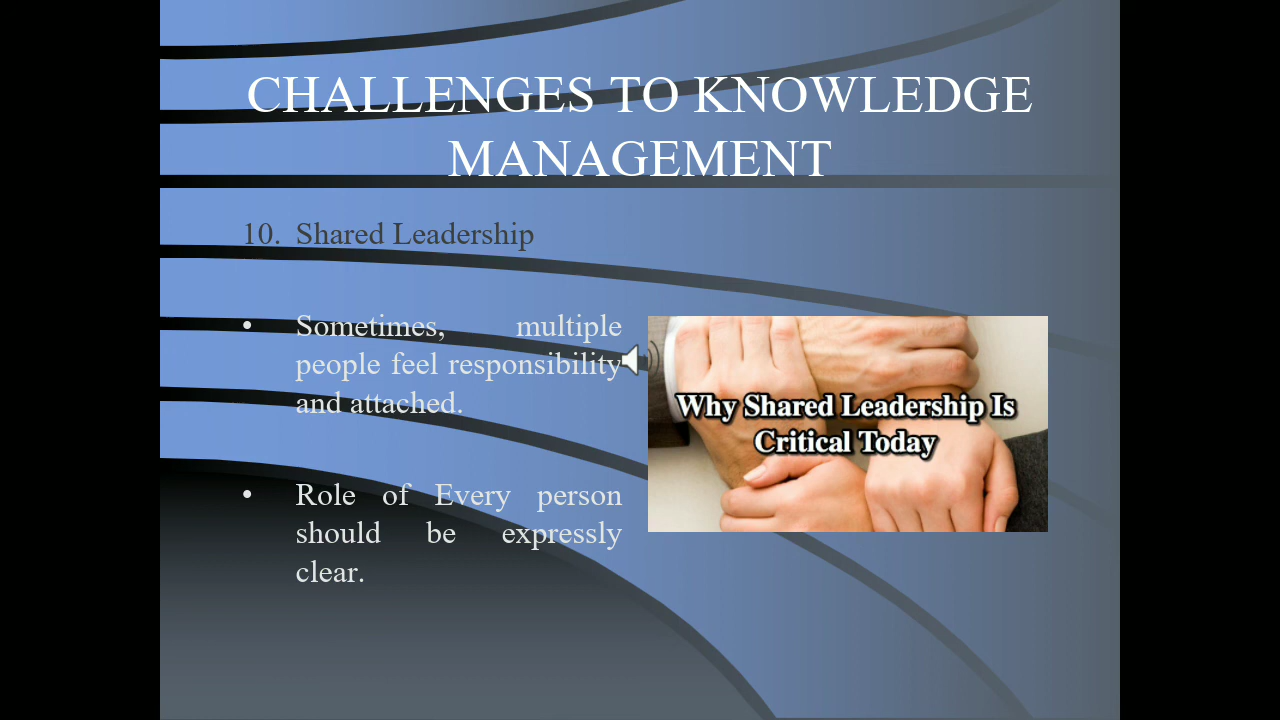 CHALLENGES TO KNOWLEDGE
MANAGEMENT
10. Shared Leadership
• Sometimes, multiple
people feel responsibility
and attached.
• Role of Every person
should be expressly
clear.
Why Shared Leadership Is
Critical Today